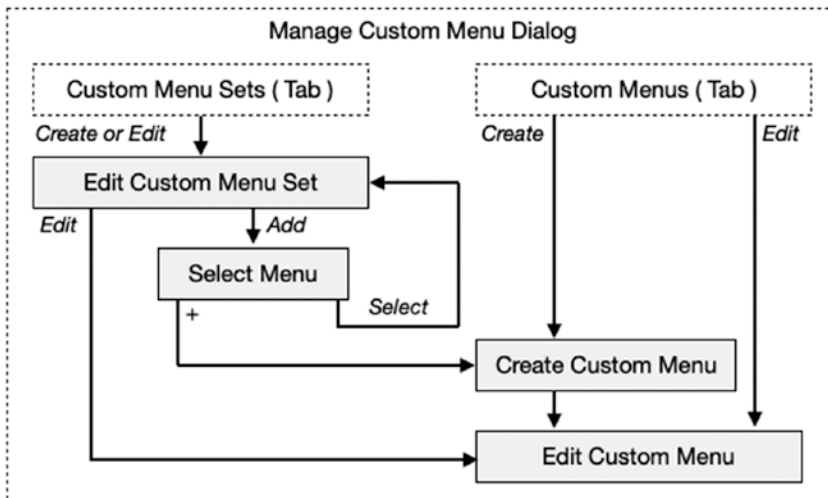 Manage Custom Menu Dialog
Custom Menu Sets ( Tab )
Custom Menus ( Tab )
Create or Edit
Create
Edit
Edit Custom Menu Set
Edit
Add
Select Menu
+
Select
Create Custom Menu
Edit Custom Menu